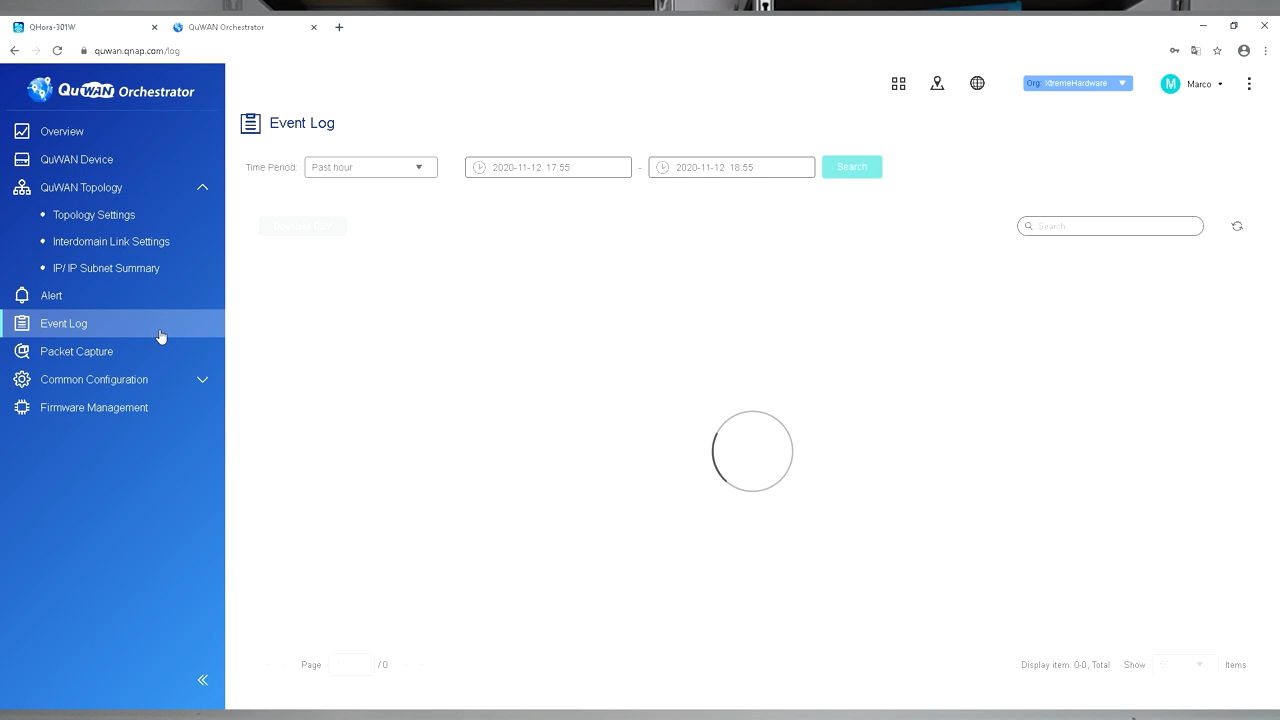 QHora-301W
QuWAN Orchestrator
quwan.qnap.com/log
QuWAN Orchestrator
Org: XtremeHardware
M
Marco
Overview
QuWAN Device
QuWAN Topology
Topology Settings
Interdomain Link Settings
IP/ IP Subnet Summary
Alert
Event Log
Packet Capture
Common Configuration
Firmware Management
Event Log
Time Period:
Past hour
2020-11-12 17:55
-
2020-11-12 18:55
Search
Search
Page
/ 0
Display item: 0-0, Total
Show
Items